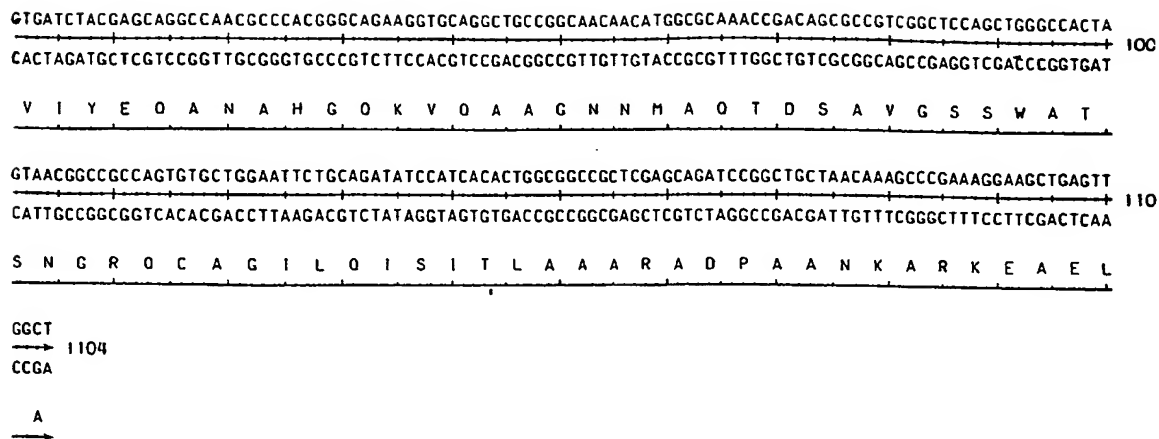 GTGATCTACGAGCAGGCCAACGCCCACGGGCAGAAGGTGCAGGCTGCCGGCAACAACATGGCGCAAACCGACAGCGCCGTCGGCTCCAGCTGGGCCACTA
100
CACTAGATGCTCGTCCGGTTGCGGGTGCCCGTCTTCCACGTCCGACGGCCGTTGTTGTACCGCGTTTGGCTGTCGCGGCAGCCGAGGTCGACCCGGTGAT
V I Y E Q A N A H G Q K V Q A A G N N M A Q T D S A V G S S W A T
GTAACGGCCGCCAGTGTGCTGGAATTCTGCAGATATCCATCACACTGGCGGCCGCTCGAGCAGATCCGGCTGCTAACAAAGCCCGAAAGGAAGCTGAGTT
110
CATTGCCGGCGGTCACACGACCTTAAGACGTCTATAGGTAGTGTGACCGCCGGCGAGCTCGTCTAGGCCGACGATTGTTTCGGGCTTTCCTTCGACTCAA
S N G R Q C A G I L Q I S I T L A A A R A D P A A N K A R K E A E L
GGCT
1104
CCGA
A